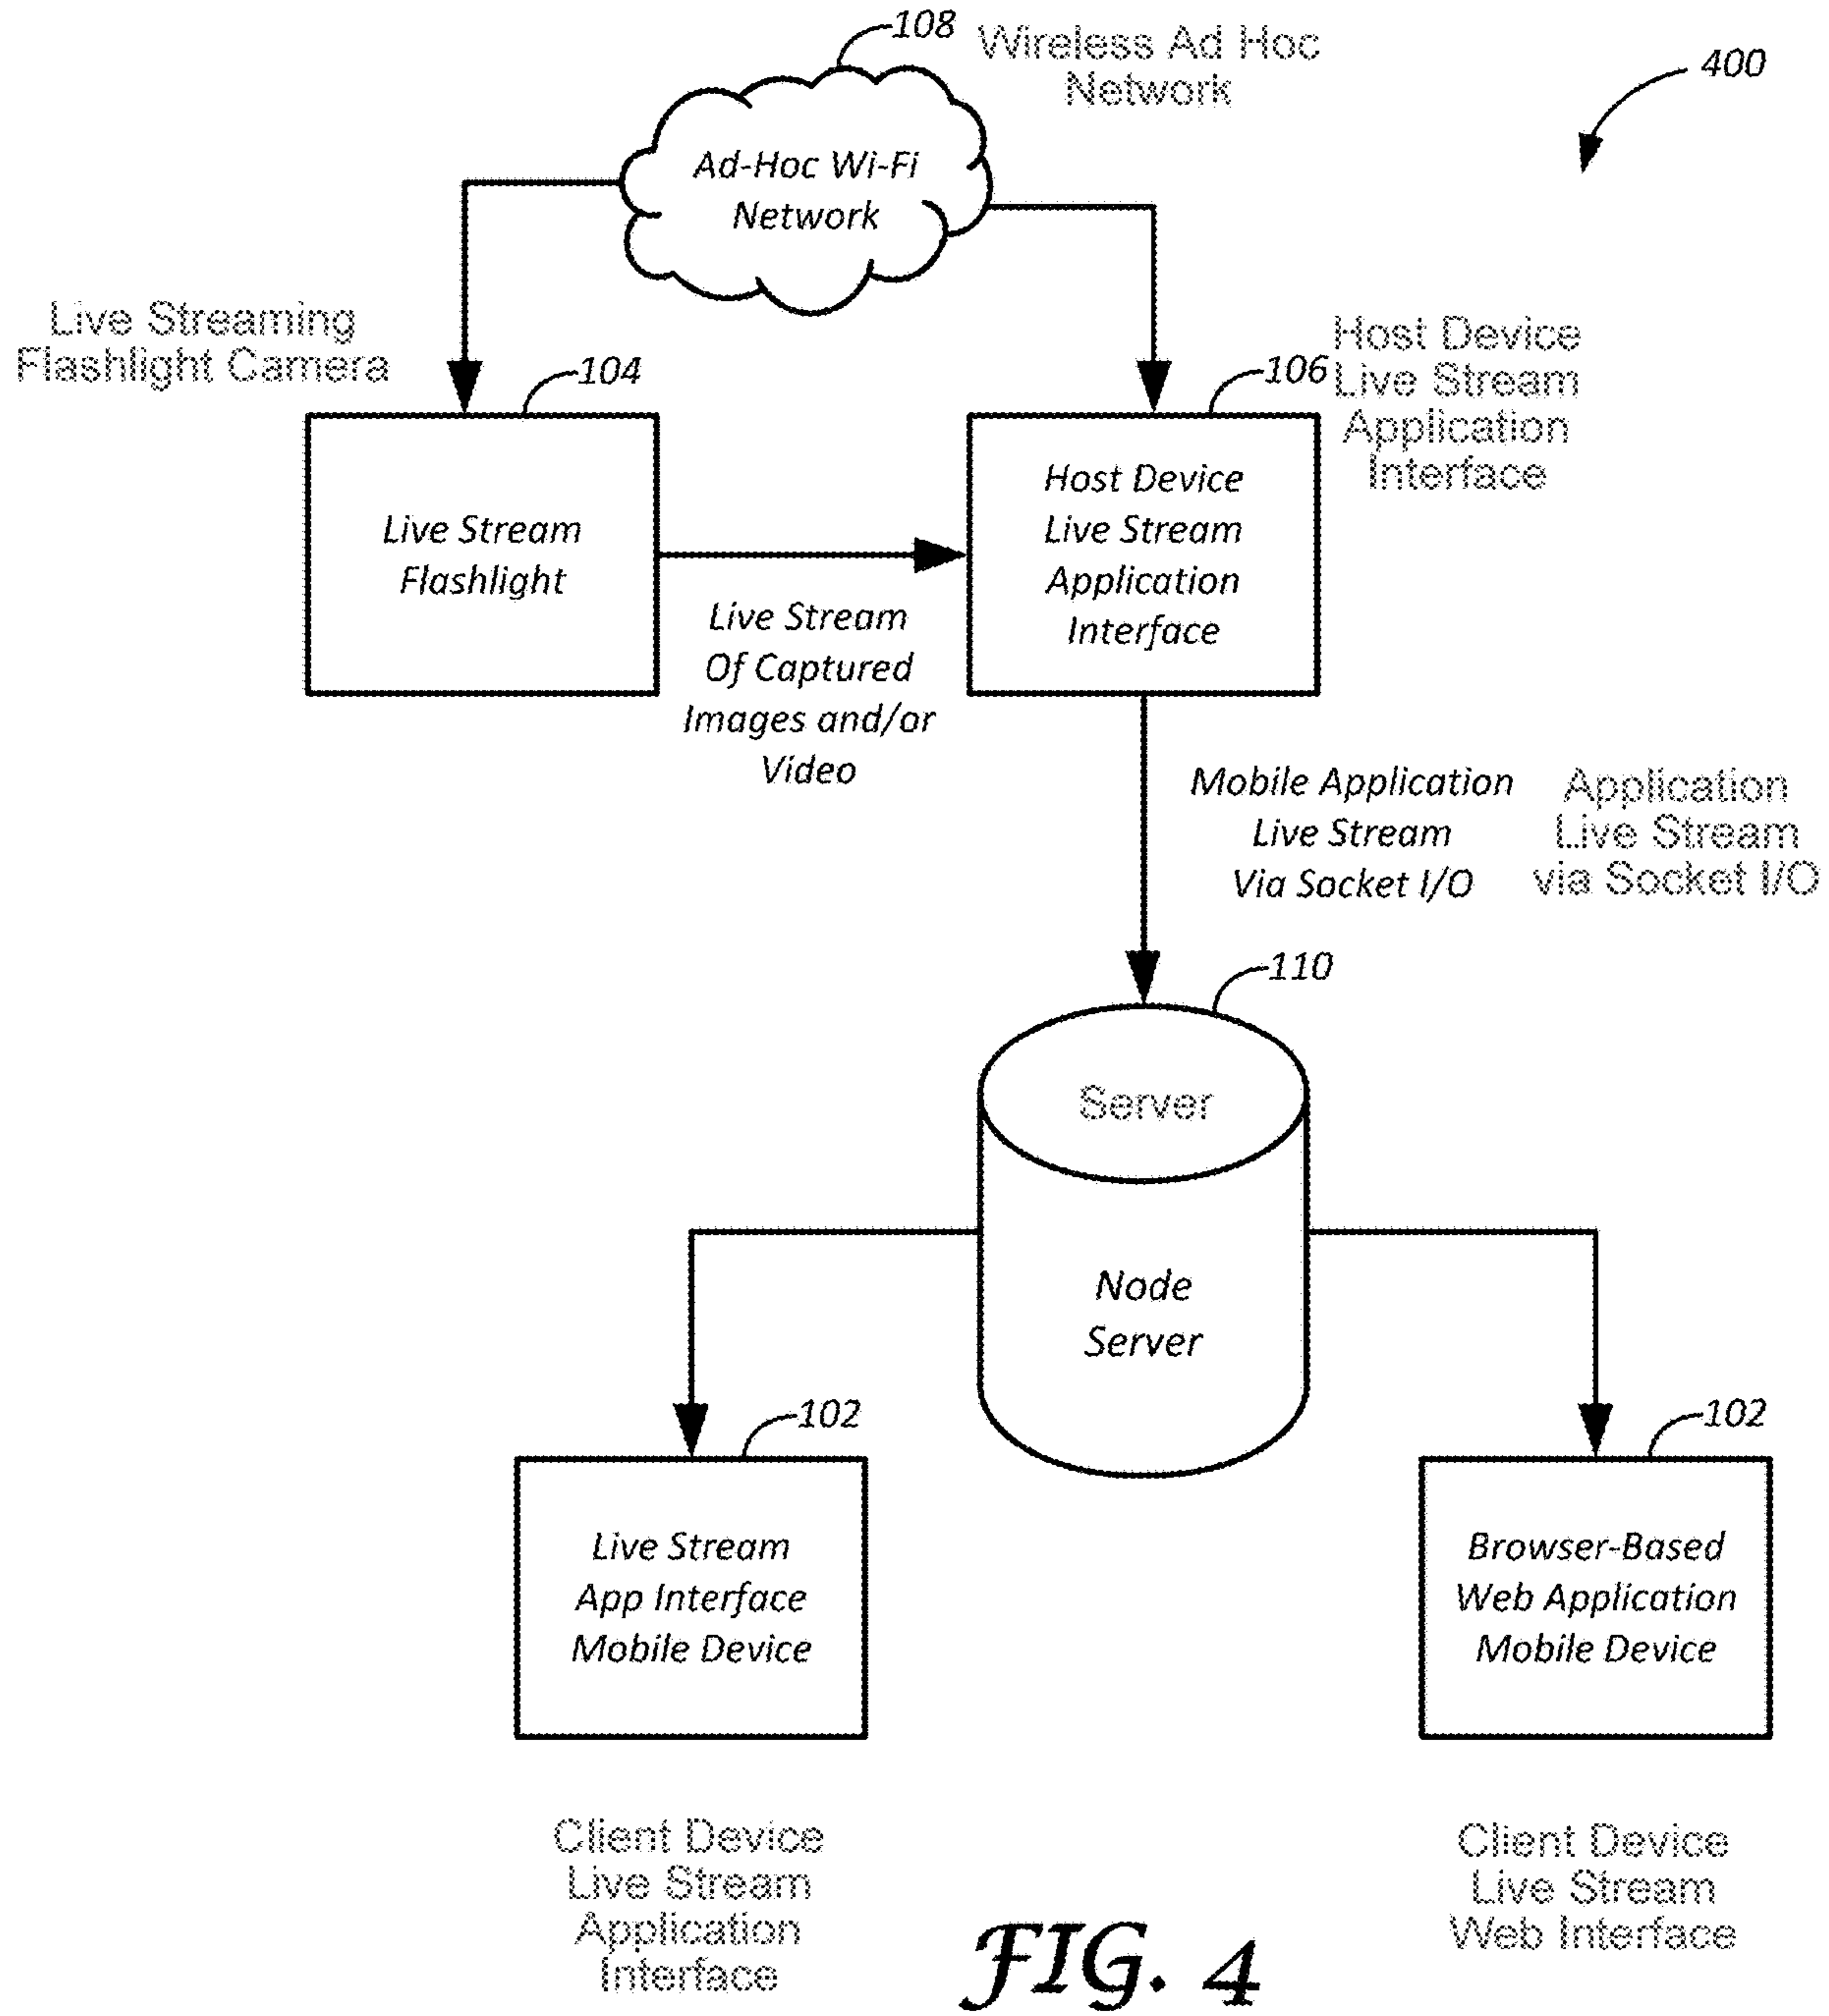 108
Wireless Ad Hoc
Network
400
Ad-Hoc Wi-Fi
Network
Live Streaming
Flashlight Camera
104
106
Host Device
Live Stream
Application
Interface
Live Stream
Flashlight
Host Device
Live Stream
Application
Interface
Live Stream
Of Captured
Images and/or
Video
Mobile Application
Live Stream
Via Socket I/O
Application
Live Stream
via Socket I/O
110
Server
Node
Server
102
102
Live Stream
App Interface
Mobile Device
Browser-Based
Web Application
Mobile Device
Client Device
Live Stream
Application
Interface
Client Device
Live Stream
Web Interface
FIG. 4